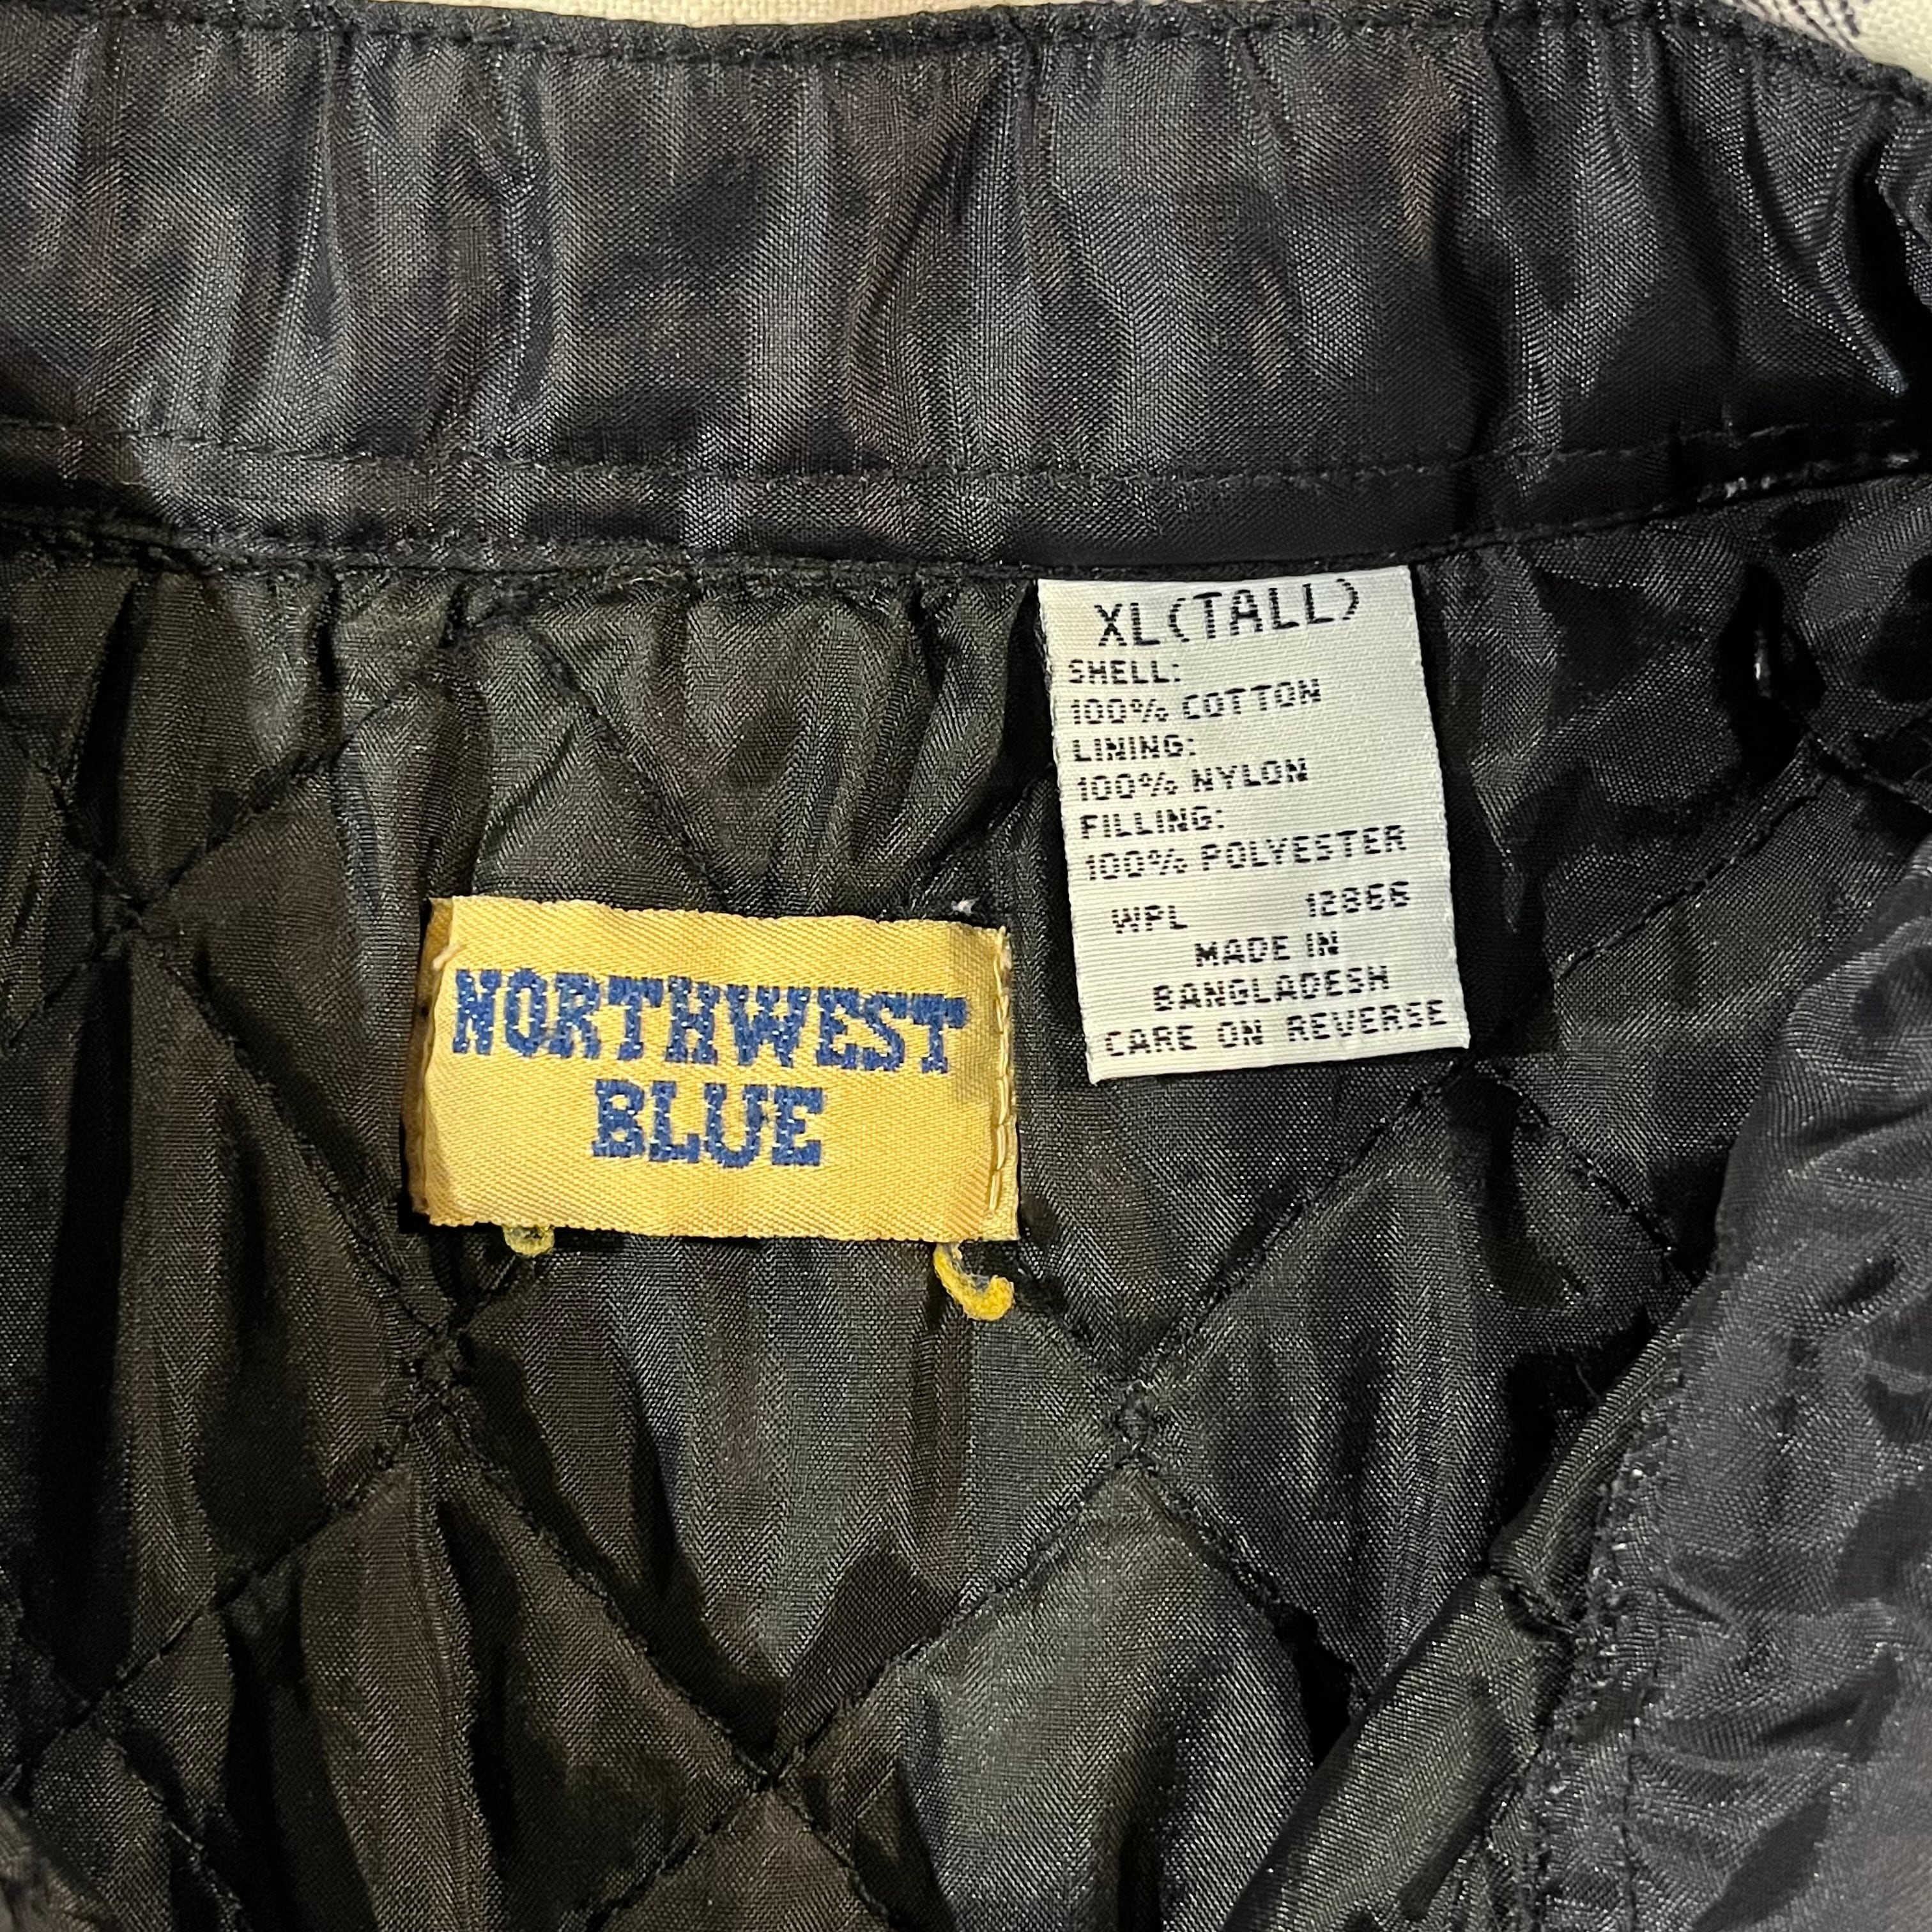 XL(TALL)
SHELL:
100% COTTON
LINING:
100% NYLON
FILLING:
100% POLYESTER
WPL 12866
MADE IN
BANGLADESH
CARE ON REVERSE
NORTHWEST
BLUE